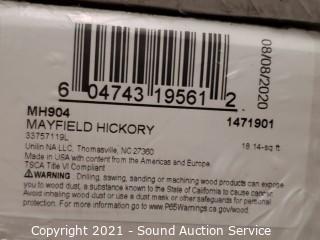 08/08/2020
6 04743 19561 2
MH904
MAYFIELD HICKORY 1471901
33757119L
Unilin NA LLC, Thomasville, NC 27360 18.14-sq ft
Made in USA with content from the Americas and Europe
TSCA Title VI Compliant
⚠WARNING: Drilling, sawing, sanding or machining wood products can expose
you to wood dust, a substance known to the State of California to cause cancer.
Avoid inhaling wood dust or use a dust mask or other safeguards for personal
protection. For more information go to www.P65Warnings.ca.gov/wood.
Copyright 2021 - Sound Auction Service